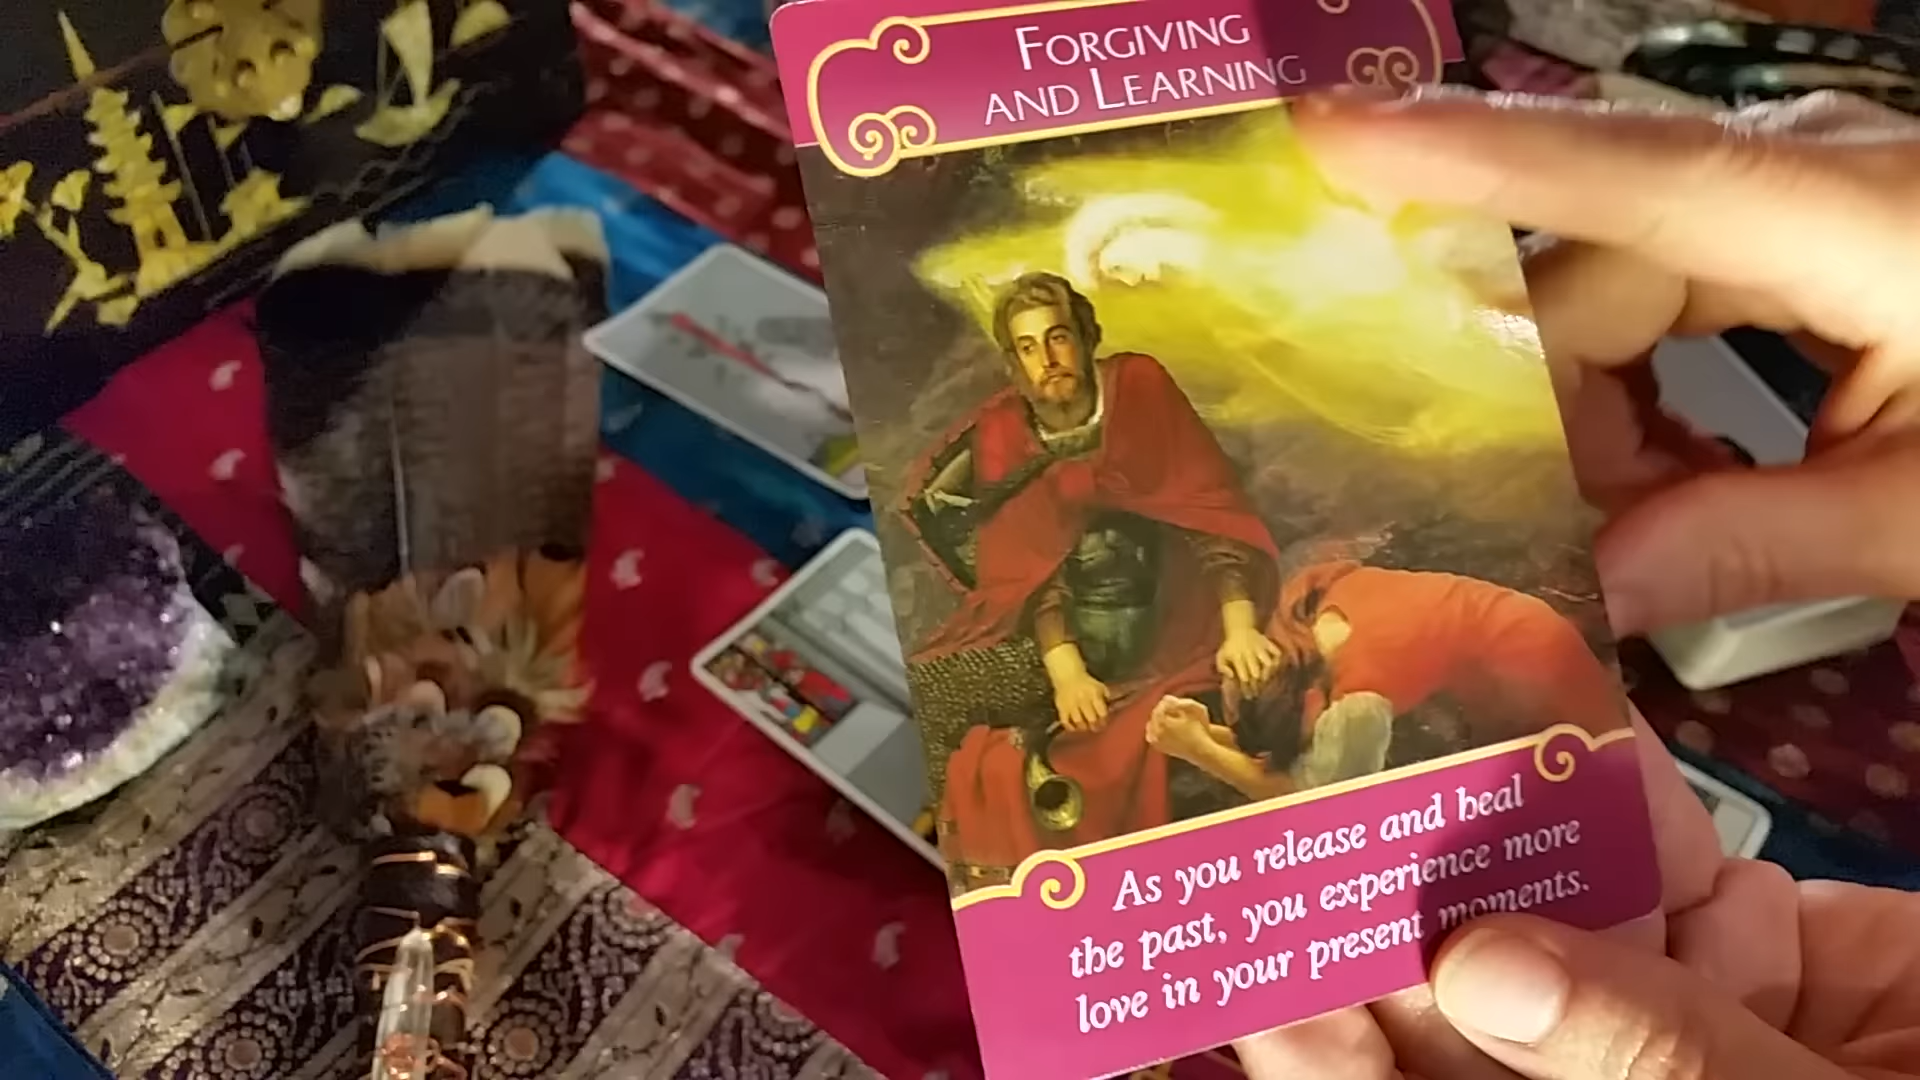 FORGIVING
AND LEARNING
As you release and heal
the past, you experience more
love in your present moments.